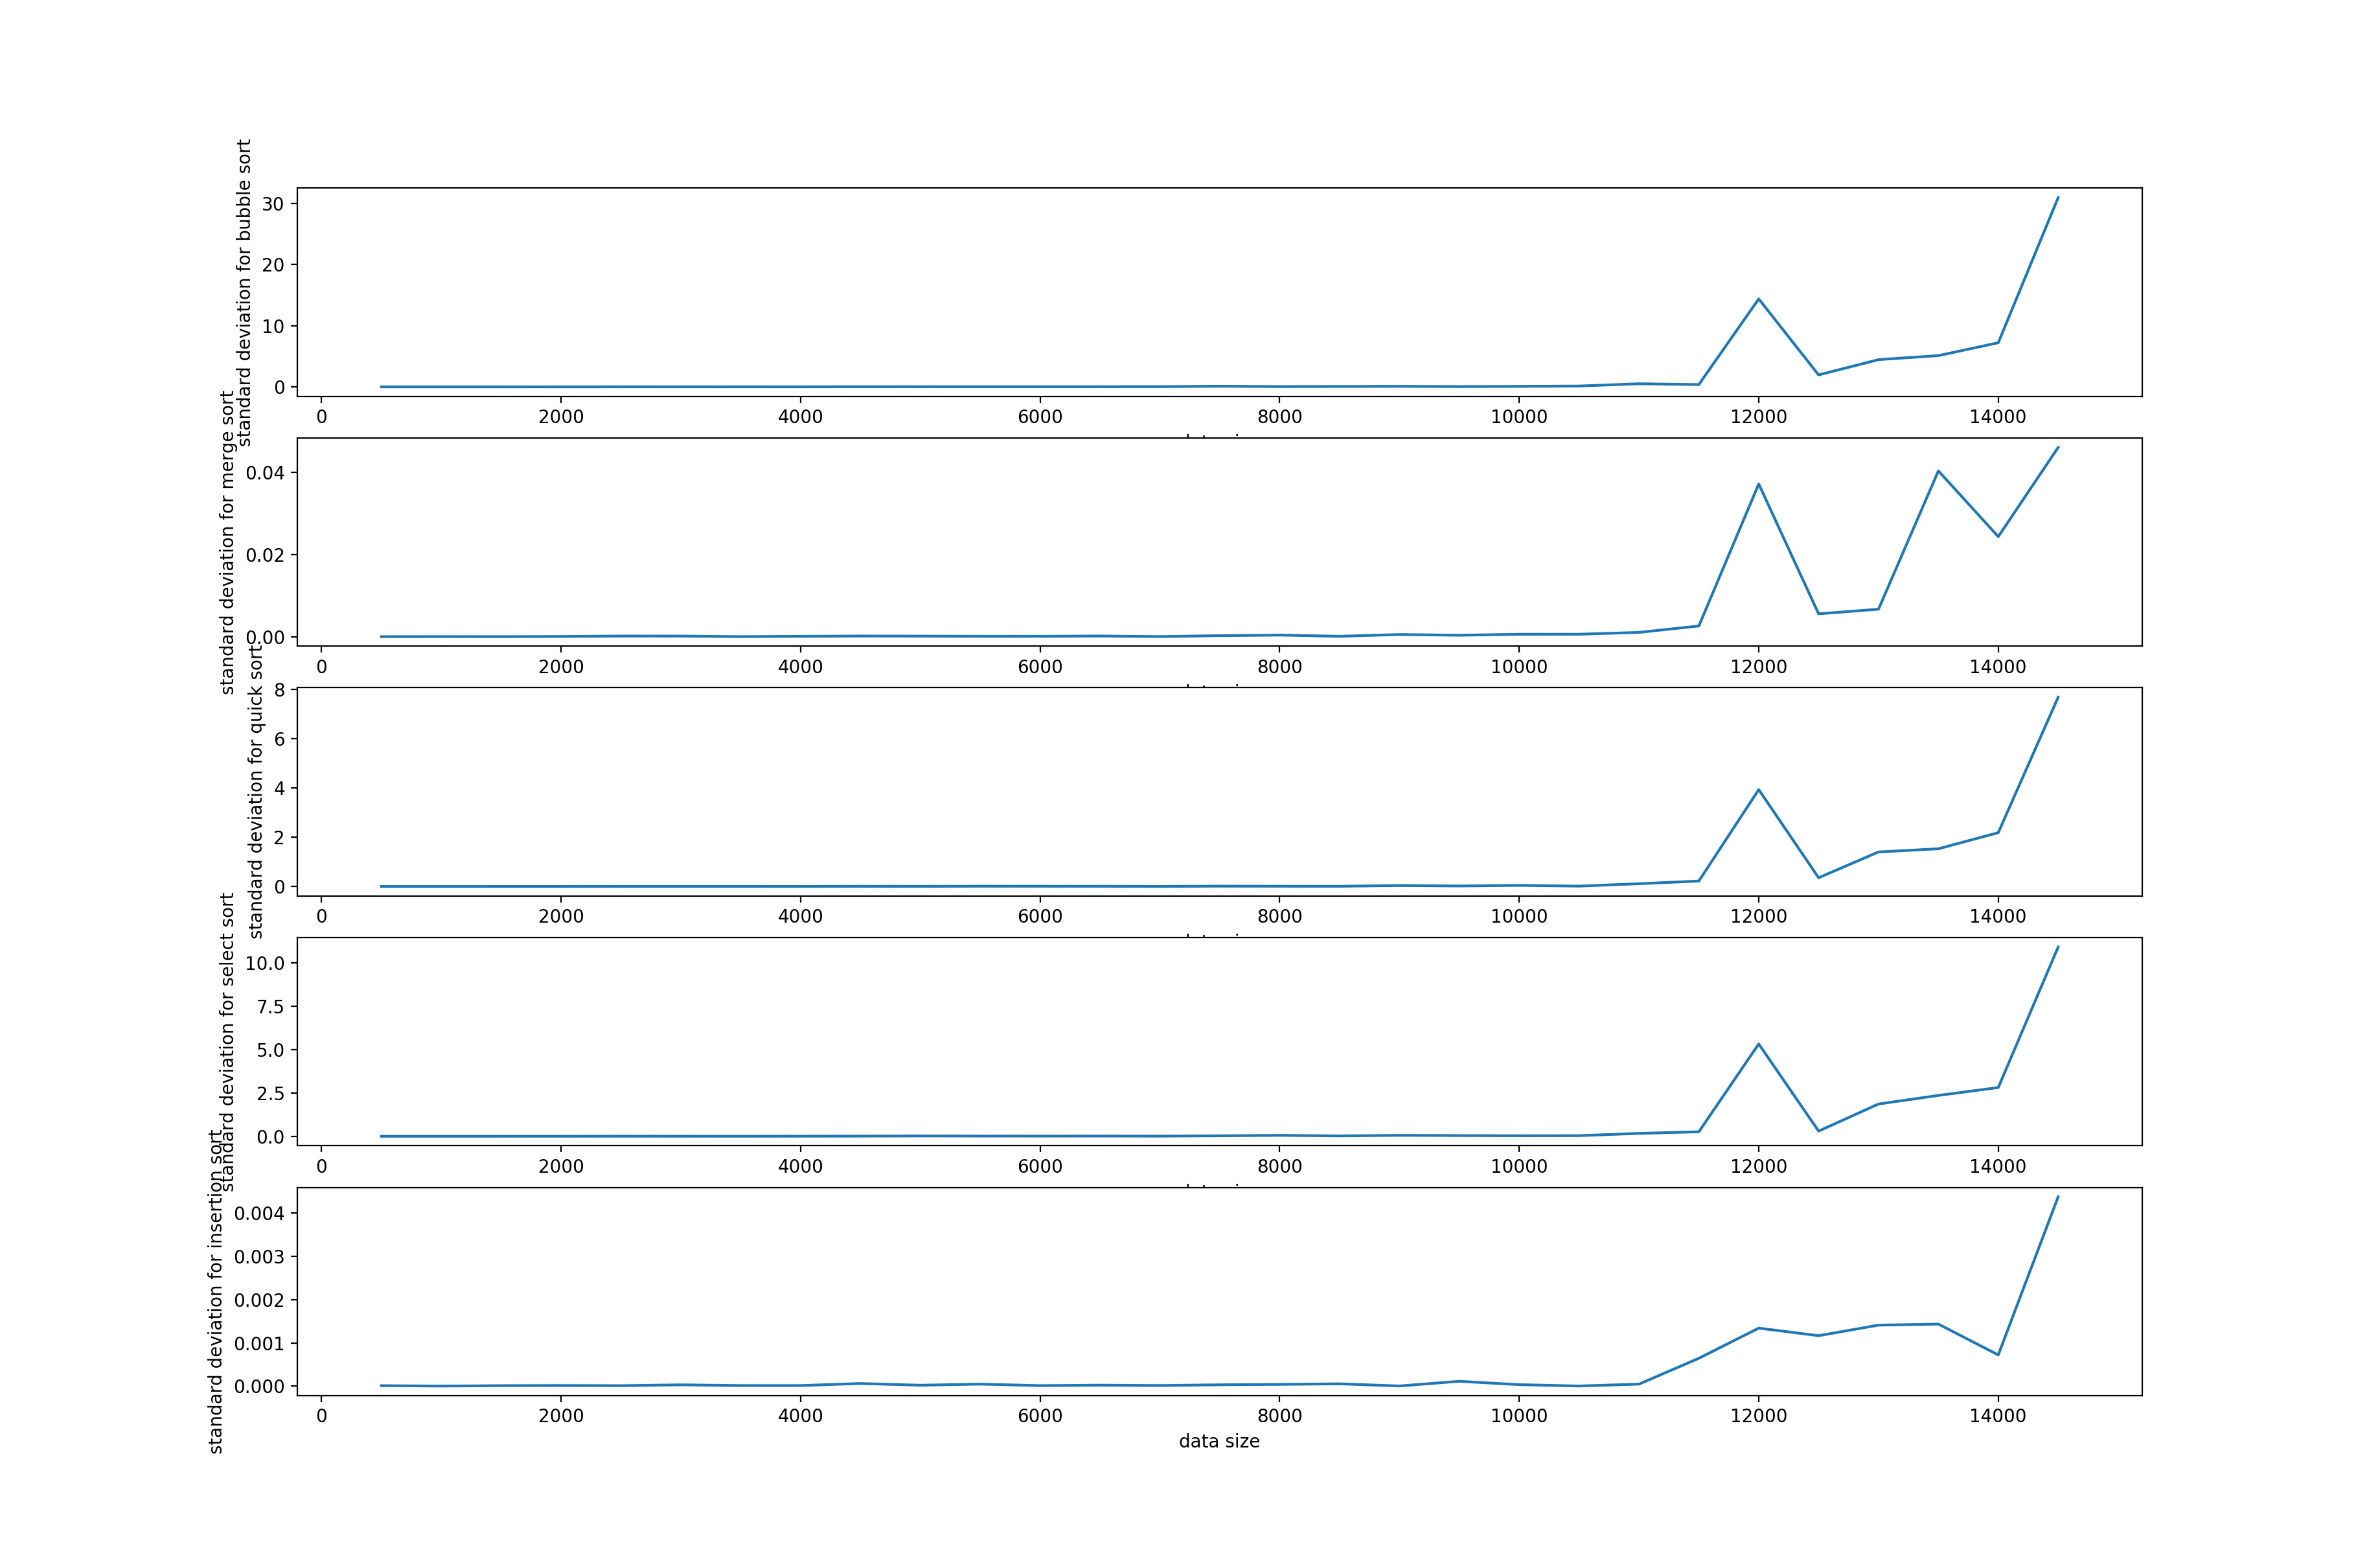 standard deviation for bubble sort
30
20
10
0
0 2000 4000 6000 8000 10000 12000 14000
standard deviation for merge sort
0.04
0.02
0.00
0 2000 4000 6000 8000 10000 12000 14000
standard deviation for quick sort
8
6
4
2
0
0 2000 4000 6000 8000 10000 12000 14000
standard deviation for select sort
10.0
7.5
5.0
2.5
0.0
0 2000 4000 6000 8000 10000 12000 14000
standard deviation for insertion sort
0.004
0.003
0.002
0.001
0.000
0 2000 4000 6000 8000 10000 12000 14000
data size